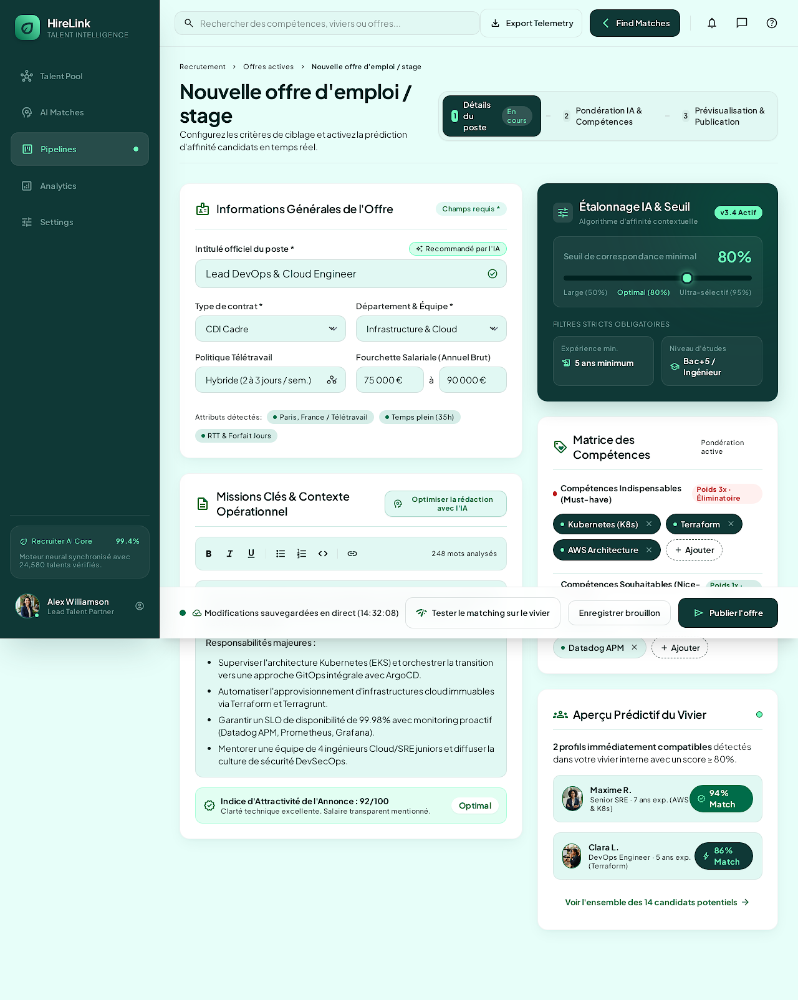 HireLink
TALENT INTELLIGENCE
Talent Pool
AI Matches
Pipelines
Analytics
Settings
Recruiter AI Core 99.4%
Moteur neural synchronisé avec
24,580 talents vérifiés.
Alex Williamson
Lead Talent Partner
Rechercher des compétences, viviers ou offres...
Export Telemetry
Find Matches
Recrutement > Offres actives > Nouvelle offre d'emploi / stage
Nouvelle offre d'emploi /
stage
Configurez les critères de ciblage et activez la prédiction
d'affinité candidats en temps réel.
1 Détails
du
poste
En
cours
2 Pondération IA &
Compétences
3 Prévisualisation &
Publication
Informations Générales de l'Offre
Champs requis *
Intitulé officiel du poste *
Recommandé par l'IA
Lead DevOps & Cloud Engineer
Type de contrat *
CDI Cadre
Département & Équipe *
Infrastructure & Cloud
Politique Télétravail
Hybride (2 à 3 jours / sem.)
Fourchette Salariale (Annuel Brut)
75 000 € à 90 000 €
Attributs détectés: Paris, France / Télétravail Temps plein (35h)
RTT & Forfait Jours
Missions Clés & Contexte
Opérationnel
Optimiser la rédaction
avec l'IA
B I U 248 mots analysés
Responsabilités majeures :
• Superviser l'architecture Kubernetes (EKS) et orchestrer la transition
vers une approche GitOps intégrale avec ArgoCD.
• Automatiser l'approvisionnement d'infrastructures cloud immuables
via Terraform et Terragrunt.
• Garantir un SLO de disponibilité de 99.98% avec monitoring proactif
(Datadog APM, Prometheus, Grafana).
• Mentorer une équipe de 4 ingénieurs Cloud/SRE juniors et diffuser la
culture de sécurité DevSecOps.
Indice d'Attractivité de l'Annonce : 92/100
Clarté technique excellente. Salaire transparent mentionné.
Optimal
Étalonnage IA & Seuil
Algorithme d'affinité contextuelle
v3.4 Actif
Seuil de correspondance minimal 80%
Large (50%) Optimal (80%) Ultra-sélectif (95%)
FILTRES STRICTS OBLIGATOIRES
Expérience min.
5 ans minimum
Niveau d'études
Bac+5 /
Ingénieur
Matrice des
Compétences
Pondération
active
Compétences Indispensables
(Must-have)
Poids 3x ·
Éliminatoire
Kubernetes (K8s) × Terraform ×
AWS Architecture × + Ajouter
Compétences Souhaitables (Nice-
Poids 1x ·
Datadog APM × + Ajouter
Aperçu Prédictif du Vivier
2 profils immédiatement compatibles détectés
dans votre vivier interne avec un score ≥ 80%.
Maxime R.
Senior SRE · 7 ans exp. (AWS
& K8s)
94%
Match
Clara L.
DevOps Engineer · 5 ans exp.
(Terraform)
86%
Match
Voir l'ensemble des 14 candidats potentiels →
Modifications sauvegardées en direct (14:32:08)
Tester le matching sur le vivier
Enregistrer brouillon
Publier l'offre